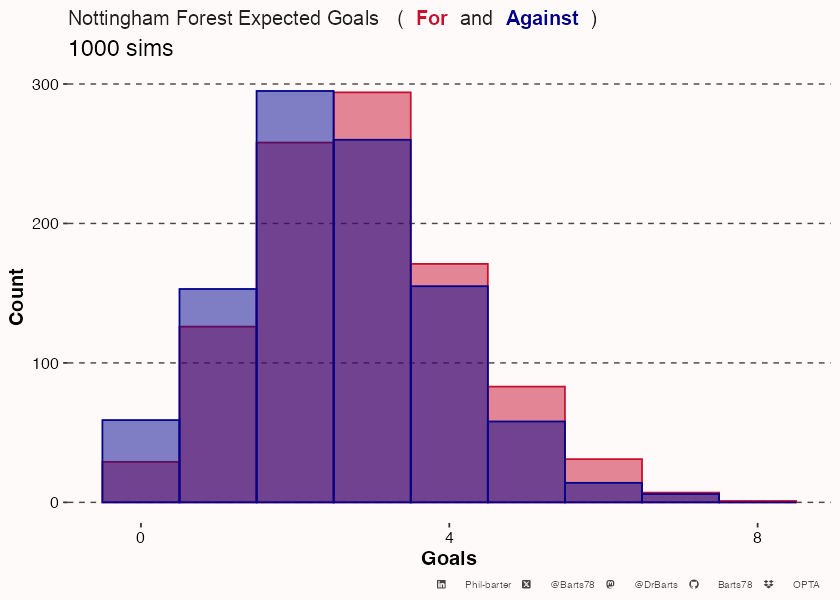 Nottingham Forest Expected Goals ( For and Against )
1000 sims
300
200
100
0
Count
0 4 8
Goals
Phil-barter @Barts78 @DrBarts Barts78 OPTA